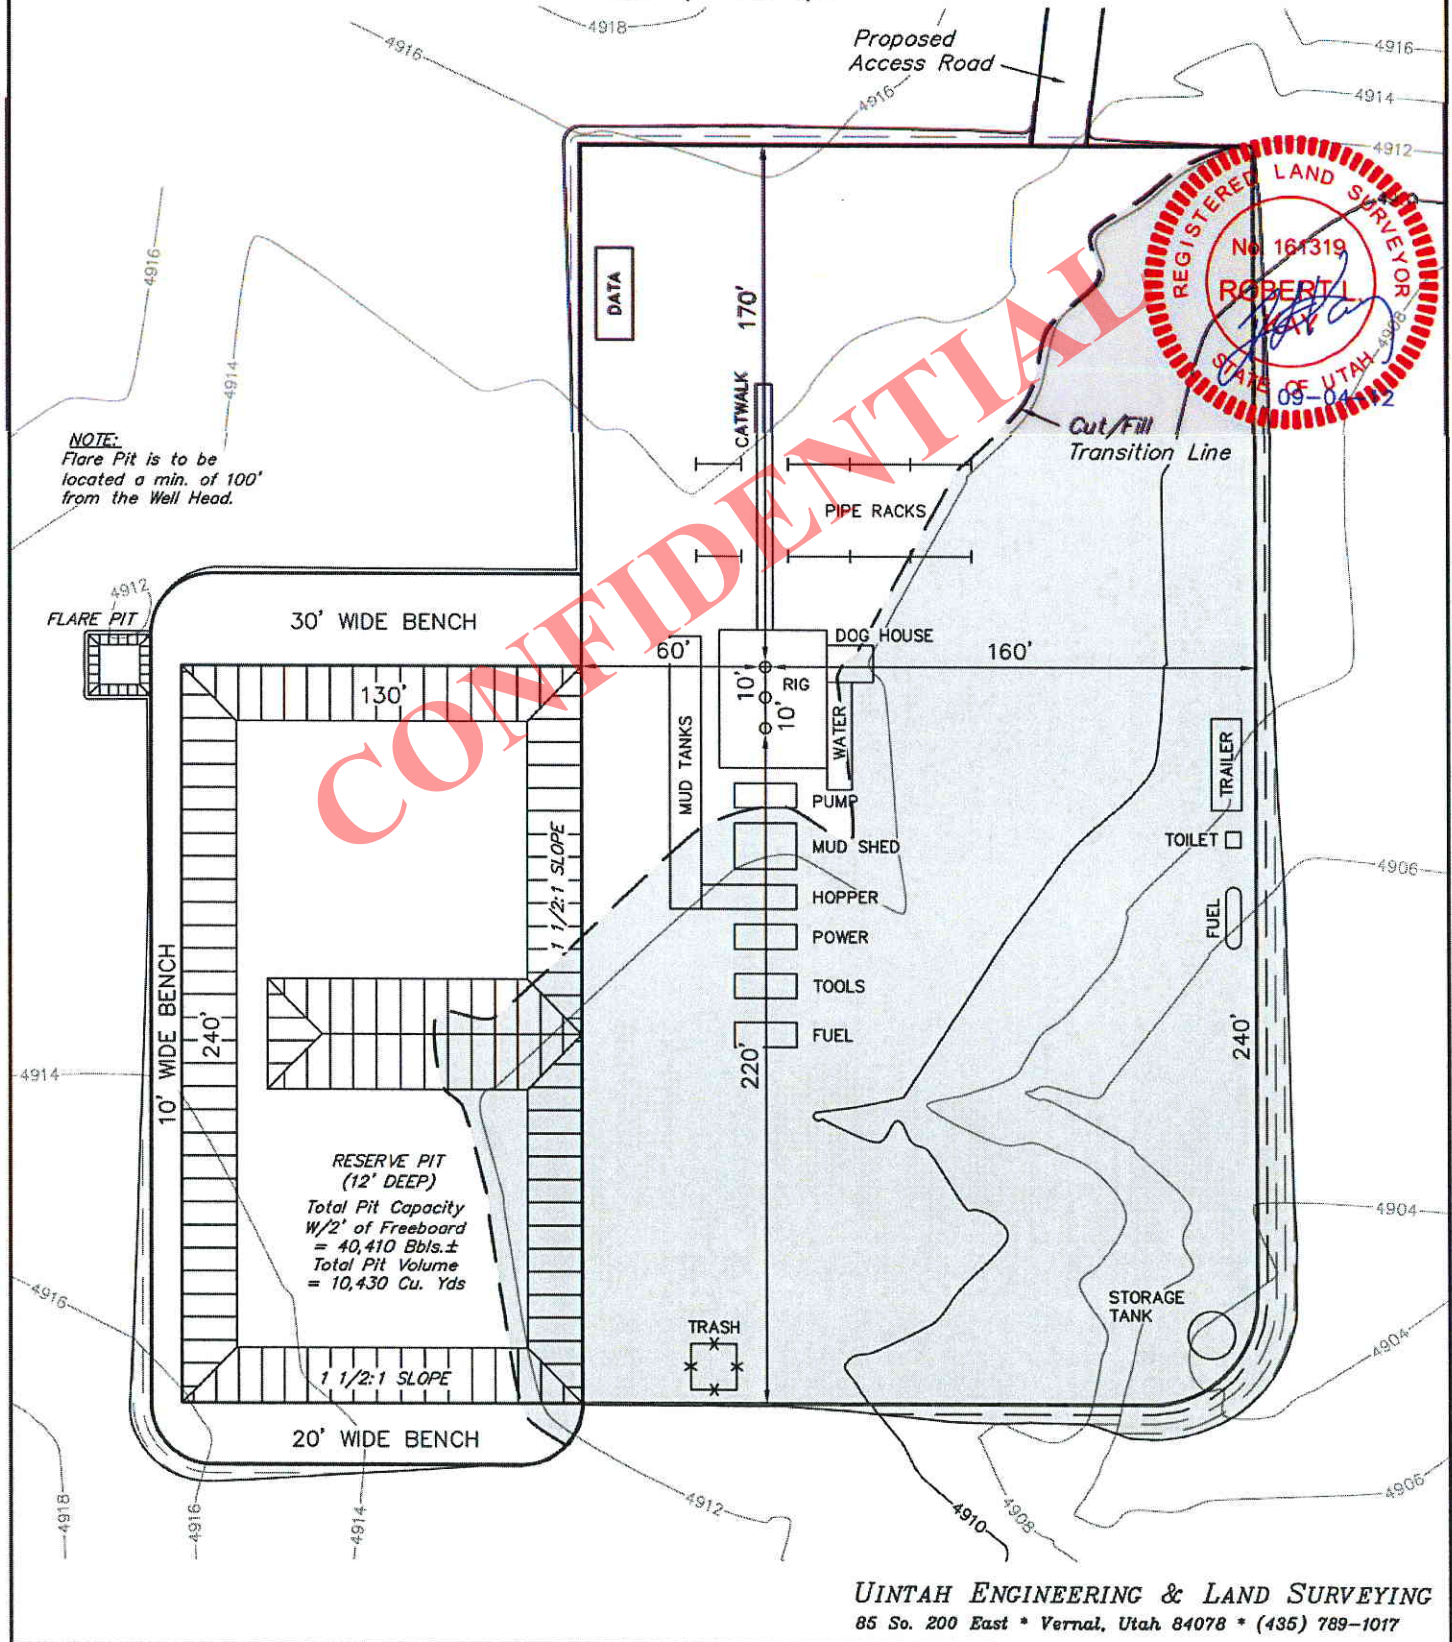 4918
4916
Proposed
Access Road
4916
4916
4914
4912
REGISTERED LAND SURVEYOR
No. 161319
ROBERT L.
KAY
STATE OF UTAH
4908
4916
DATA
170'
4914
CATWALK
CONFIDENTIAL
Cut/Fill
Transition Line
NOTE:
Flare Pit is to be
located a min. of 100'
from the Well Head.
PIPE RACKS
4912
FLARE PIT
30' WIDE BENCH
DOG HOUSE
60'
160'
130'
10'
RIG
10'
MUD TANKS
WATER
TRAILER
PUMP
1 1/2:1 SLOPE
MUD SHED
TOILET
4906
HOPPER
FUEL
POWER
10' WIDE BENCH
TOOLS
240'
FUEL
240'
220'
4914
RESERVE PIT
(12' DEEP)
Total Pit Capacity
W/2' of Freeboard
= 40,410 Bbls.±
Total Pit Volume
= 10,430 Cu. Yds
4904
4916
STORAGE
TANK
TRASH
4904
1 1/2:1 SLOPE
20' WIDE BENCH
4918
4916
4914
4912
4910
4908
4906
UINTAH ENGINEERING & LAND SURVEYING
85 So. 200 East * Vernal, Utah 84078 * (435) 789-1017